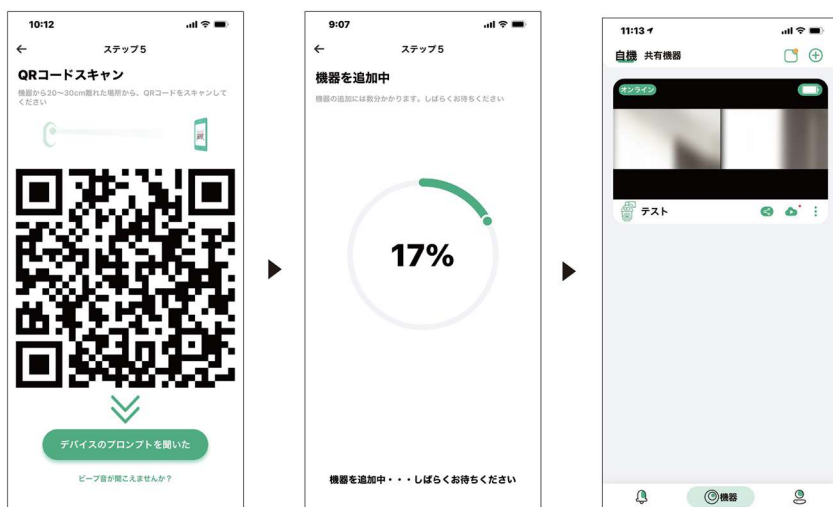 10:12
ステップ5
QRコードスキャン
機器から20〜30cm離れた場所から、QRコードをスキャンして
ください
デバイスのプロンプトを聞いた
ビープ音が聞こえませんか？
9:07
ステップ5
機器を追加中
機器の追加には数分かかります。しばらくお待ちください
17%
機器を追加中・・・しばらくお待ちください
11:13
自機 共有機器
オンライン
テスト
機器